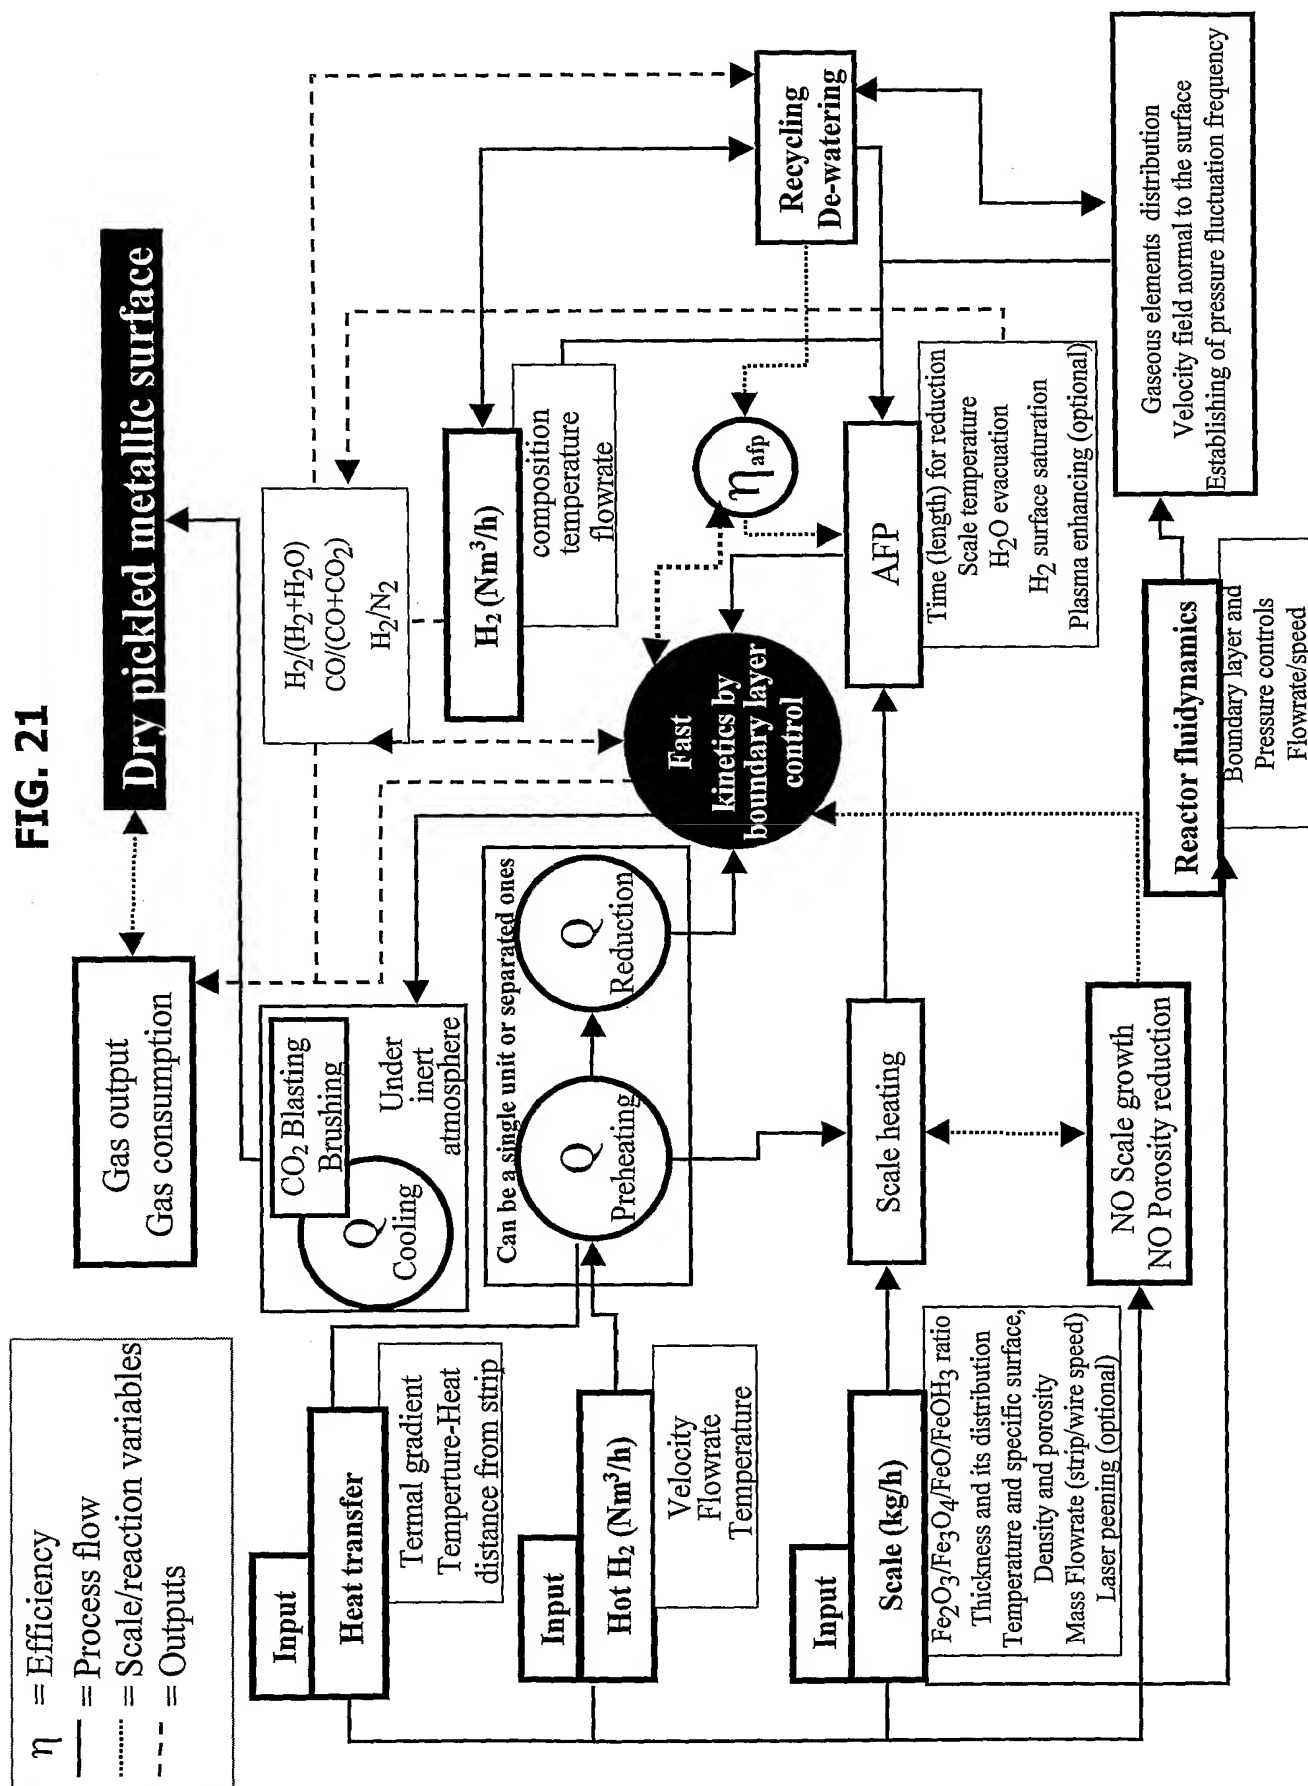 FIG. 21
η = Efficiency
= Process flow
= Scale/reaction variables
= Outputs
Gas output
Gas consumption
Dry pickled metallic surface
Input
Heat transfer
Termal gradient
Temperture-Heat
distance from strip
Q
Cooling
CO2 Blasting
Brushing
Under
inert
atmosphere
H2/(H2+H2O)
CO/(CO+CO2)
H2/N2
H2 (Nm3/h)
composition
temperature
flowrate
Recycling
De-watering
Input
Hot H2 (Nm3/h)
Velocity
Flowrate
Temperature
Can be a single unit or separated ones
Q
Preheating
Q
Reduction
Fast
kinetics by
boundary layer
control
ηafp
Input
Scale (kg/h)
Fe2O3/Fe3O4/FeO/FeOH3 ratio
Thickness and its distribution
Temperature and specific surface,
Density and porosity
Mass Flowrate (strip/wire speed)
Laser peening (optional)
Scale heating
AFP
Time (length) for reduction
Scale temperature
H2O evacuation
H2 surface saturation
Plasma enhancing (optional)
NO Scale growth
NO Porosity reduction
Reactor fluidynamics
Boundary layer and
Pressure controls
Flowrate/speed
Gaseous elements distribution
Velocity field normal to the surface
Establishing of pressure fluctuation frequency